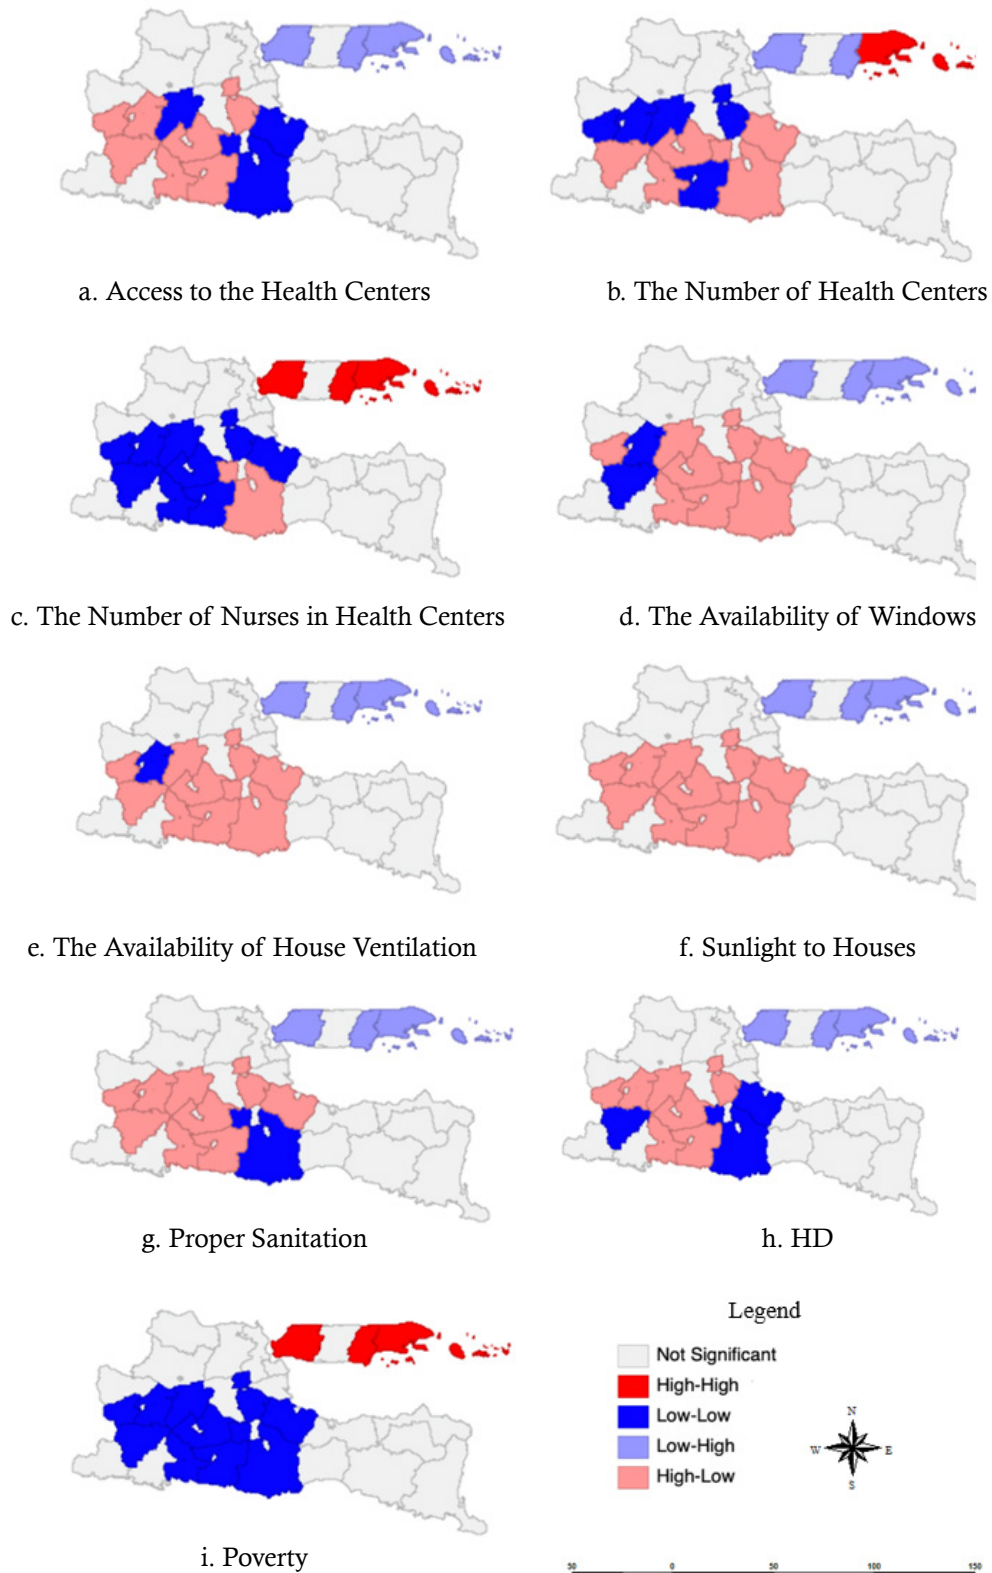 a. Access to the Health Centers
b. The Number of Health Centers
c. The Number of Nurses in Health Centers
d. The Availability of Windows
e. The Availability of House Ventilation
f. Sunlight to Houses
g. Proper Sanitation
h. HD
Legend
Not Significant
High-High
Low-Low
Low-High
High-Low
N
W E
S
i. Poverty
50 0 50 100 150